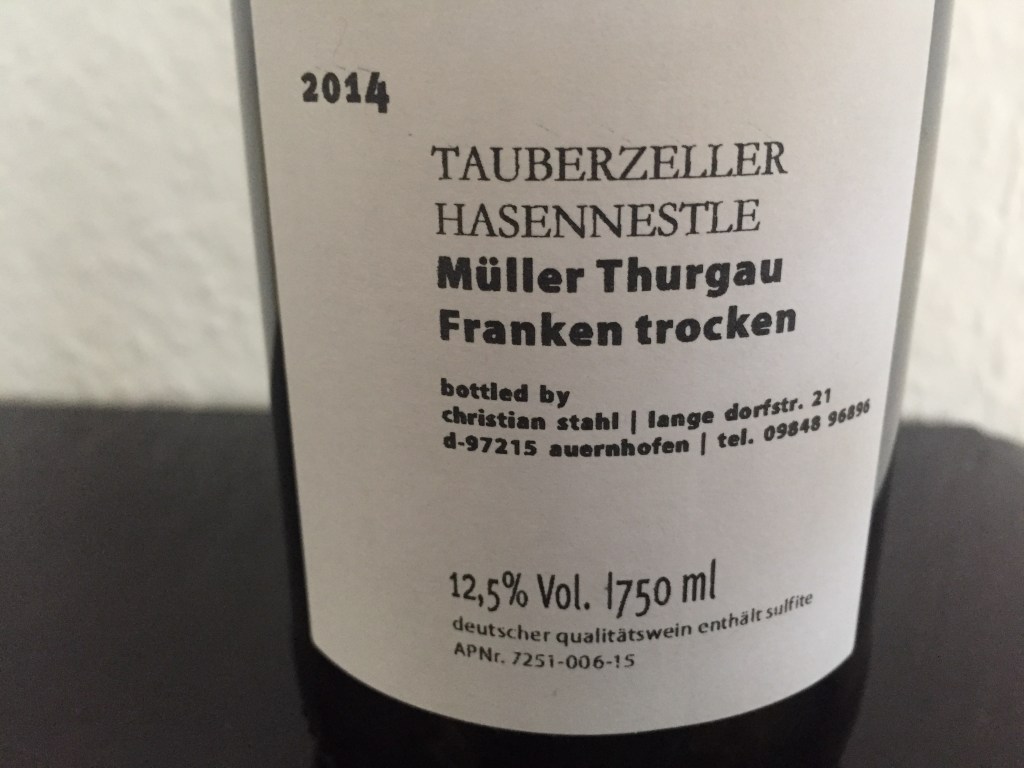 2014
TAUBERZELLER
HASENNESTLE
Müller Thurgau
Franken trocken
bottled by
christian stahl | lange dorfstr. 21
d-97215 auernhofen | tel. 09848 96896
12,5% Vol. |750 ml
deutscher qualitätswein enthält sulfite
APNr. 7251-006-15